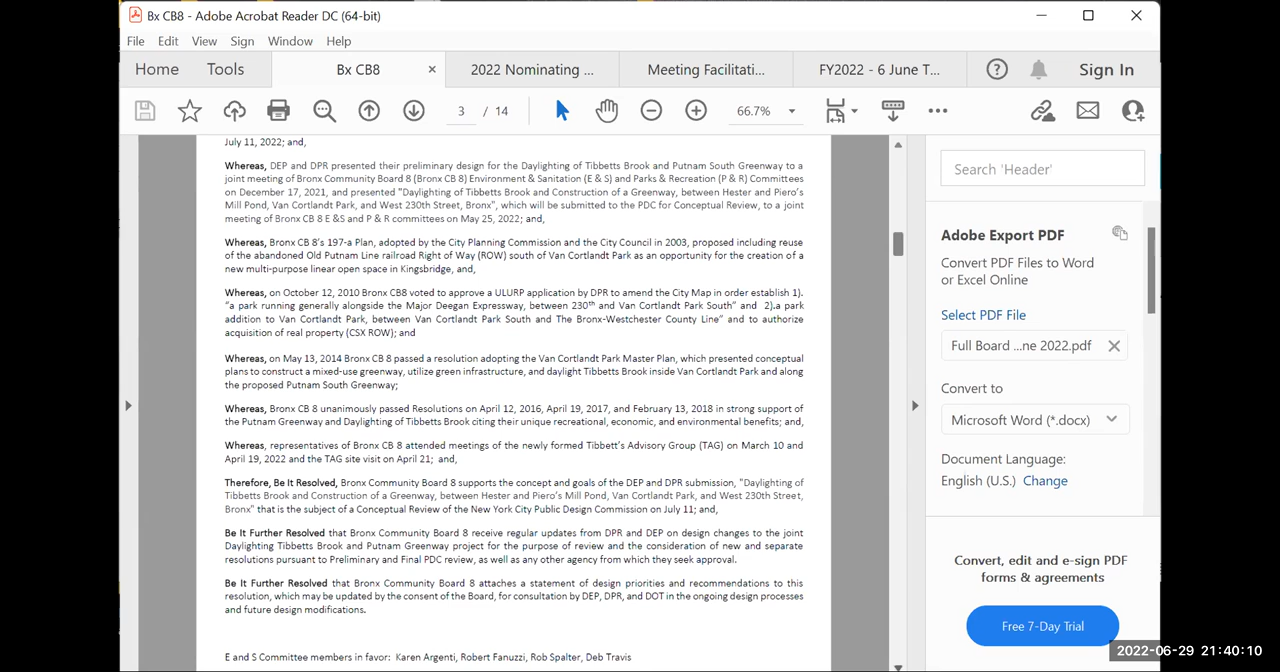 Bx CB8 - Adobe Acrobat Reader DC (64-bit)
File Edit View Sign Window Help
Home Tools Bx CB8 × 2022 Nominating ... Meeting Facilitati... FY2022 - 6 June T... Sign In
3 / 14 66.7%
July 11, 2022; and,
Whereas, DEP and DPR presented their preliminary design for the Daylighting of Tibbetts Brook and Putnam South Greenway to a
joint meeting of Bronx Community Board 8 (Bronx CB 8) Environment & Sanitation (E & S) and Parks & Recreation (P & R) Committees
on December 17, 2021, and presented "Daylighting of Tibbetts Brook and Construction of a Greenway, between Hester and Piero's
Mill Pond, Van Cortlandt Park, and West 230th Street, Bronx", which will be submitted to the PDC for Conceptual Review, to a joint
meeting of Bronx CB 8 E &S and P & R committees on May 25, 2022; and,
Whereas, Bronx CB 8's 197-a Plan, adopted by the City Planning Commission and the City Council in 2003, proposed including reuse
of the abandoned Old Putnam Line railroad Right of Way (ROW) south of Van Cortlandt Park as an opportunity for the creation of a
new multi-purpose linear open space in Kingsbridge, and,
Whereas, on October 12, 2010 Bronx CB8 voted to approve a ULURP application by DPR to amend the City Map in order establish 1).
"a park running generally alongside the Major Deegan Expressway, between 230th and Van Cortlandt Park South" and 2).a park
addition to Van Cortlandt Park, between Van Cortlandt Park South and The Bronx-Westchester County Line" and to authorize
acquisition of real property (CSX ROW); and
Whereas, on May 13, 2014 Bronx CB 8 passed a resolution adopting the Van Cortlandt Park Master Plan, which presented conceptual
plans to construct a mixed-use greenway, utilize green infrastructure, and daylight Tibbetts Brook inside Van Cortlandt Park and along
the proposed Putnam South Greenway;
Whereas, Bronx CB 8 unanimously passed Resolutions on April 12, 2016, April 19, 2017, and February 13, 2018 in strong support of
the Putnam Greenway and Daylighting of Tibbetts Brook citing their unique recreational, economic, and environmental benefits; and,
Whereas, representatives of Bronx CB 8 attended meetings of the newly formed Tibbett's Advisory Group (TAG) on March 10 and
April 19, 2022 and the TAG site visit on April 21; and,
Therefore, Be It Resolved, Bronx Community Board 8 supports the concept and goals of the DEP and DPR submission, "Daylighting of
Tibbetts Brook and Construction of a Greenway, between Hester and Piero's Mill Pond, Van Cortlandt Park, and West 230th Street,
Bronx" that is the subject of a Conceptual Review of the New York City Public Design Commission on July 11; and,
Be It Further Resolved that Bronx Community Board 8 receive regular updates from DPR and DEP on design changes to the joint
Daylighting Tibbetts Brook and Putnam Greenway project for the purpose of review and the consideration of new and separate
resolutions pursuant to Preliminary and Final PDC review, as well as any other agency from which they seek approval.
Be It Further Resolved that Bronx Community Board 8 attaches a statement of design priorities and recommendations to this
resolution, which may be updated by the consent of the Board, for consultation by DEP, DPR, and DOT in the ongoing design processes
and future design modifications.
E and S Committee members in favor: Karen Argenti, Robert Fanuzzi, Rob Spalter, Deb Travis
Search 'Header'
Adobe Export PDF
Convert PDF Files to Word
or Excel Online
Select PDF File
Full Board ...ne 2022.pdf
Convert to
Microsoft Word (*.docx)
Document Language:
English (U.S.) Change
Convert, edit and e-sign PDF
forms & agreements
Free 7-Day Trial
2022-06-29 21:40:10